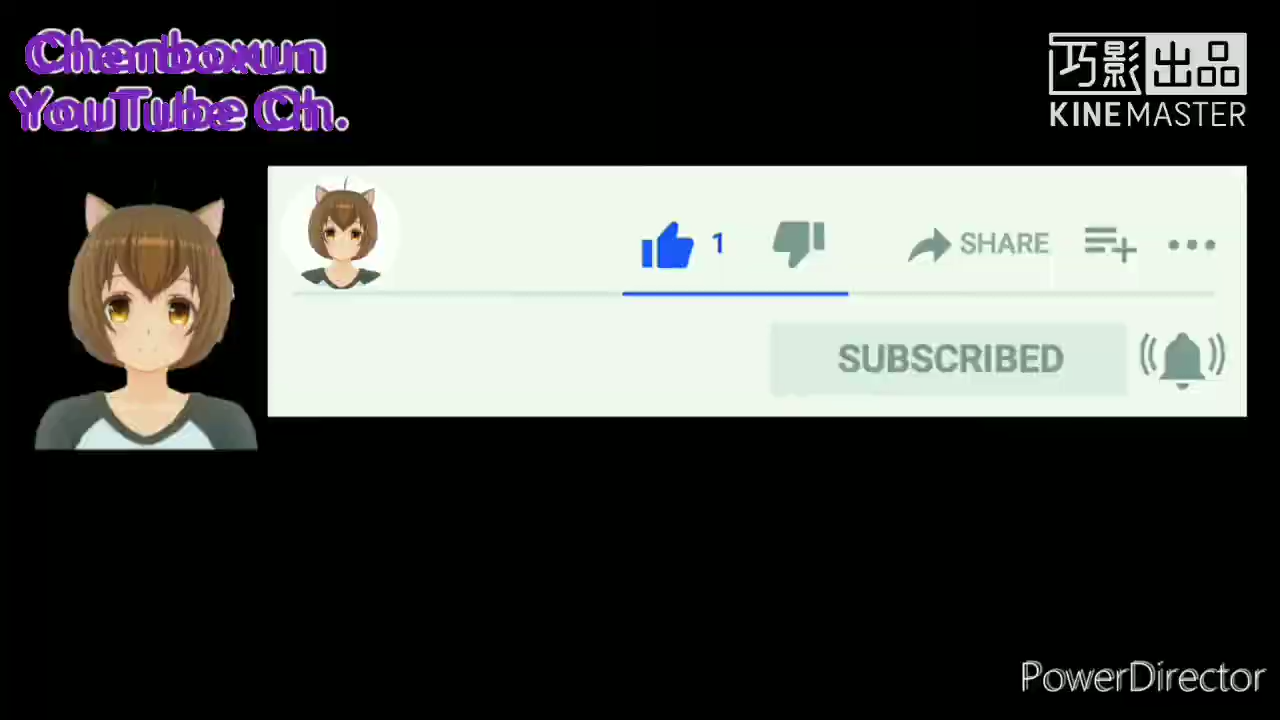 Chenboxun
YouTube Ch.
巧影出品
KINEMASTER
1
SHARE
SUBSCRIBED
PowerDirector